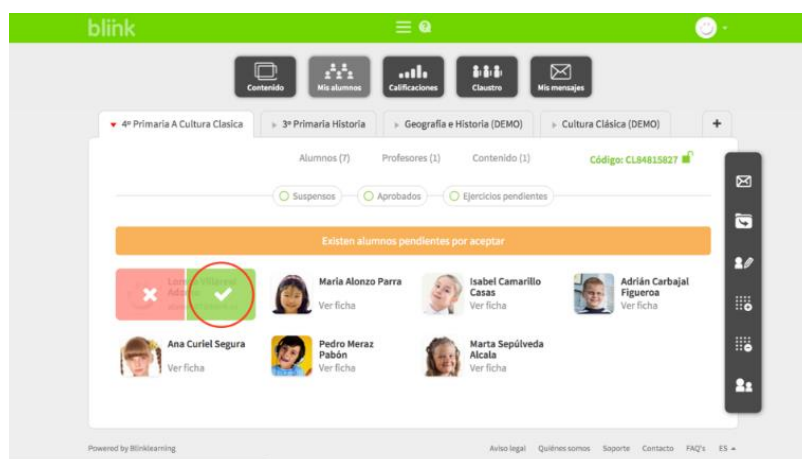 blink
Contenido
Mis alumnos
Calificaciones
Claustro
Mis mensajes
4º Primaria A Cultura Clasica
3º Primaria Historia
Geografía e Historia (DEMO)
Cultura Clásica (DEMO)
+
Alumnos (7)
Profesores (1)
Contenido (1)
Código: CL84815827
Suspensos
Aprobados
Ejercicios pendientes
Existen alumnos pendientes por aceptar
Maria Alonzo Parra
Ver ficha
Isabel Camarillo
Casas
Ver ficha
Adrián Carbajal
Figueroa
Ver ficha
Ana Curiel Segura
Ver ficha
Pedro Meraz
Pabón
Ver ficha
Marta Sepúlveda
Alcala
Ver ficha
Powered by Blinklearning
Aviso legal
Quiénes somos
Soporte
Contacto
FAQ's
ES